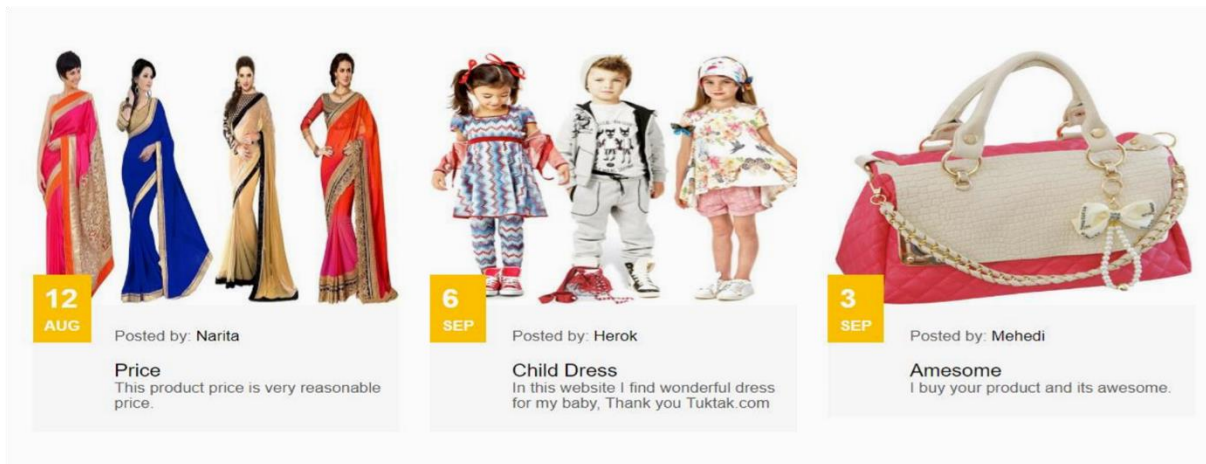 12
AUG
Posted by: Narita
Price
This product price is very reasonable
price.
6
SEP
Posted by: Herok
Child Dress
In this website I find wonderful dress
for my baby, Thank you Tuktak.com
3
SEP
Posted by: Mehedi
Amesome
I buy your product and its awesome.